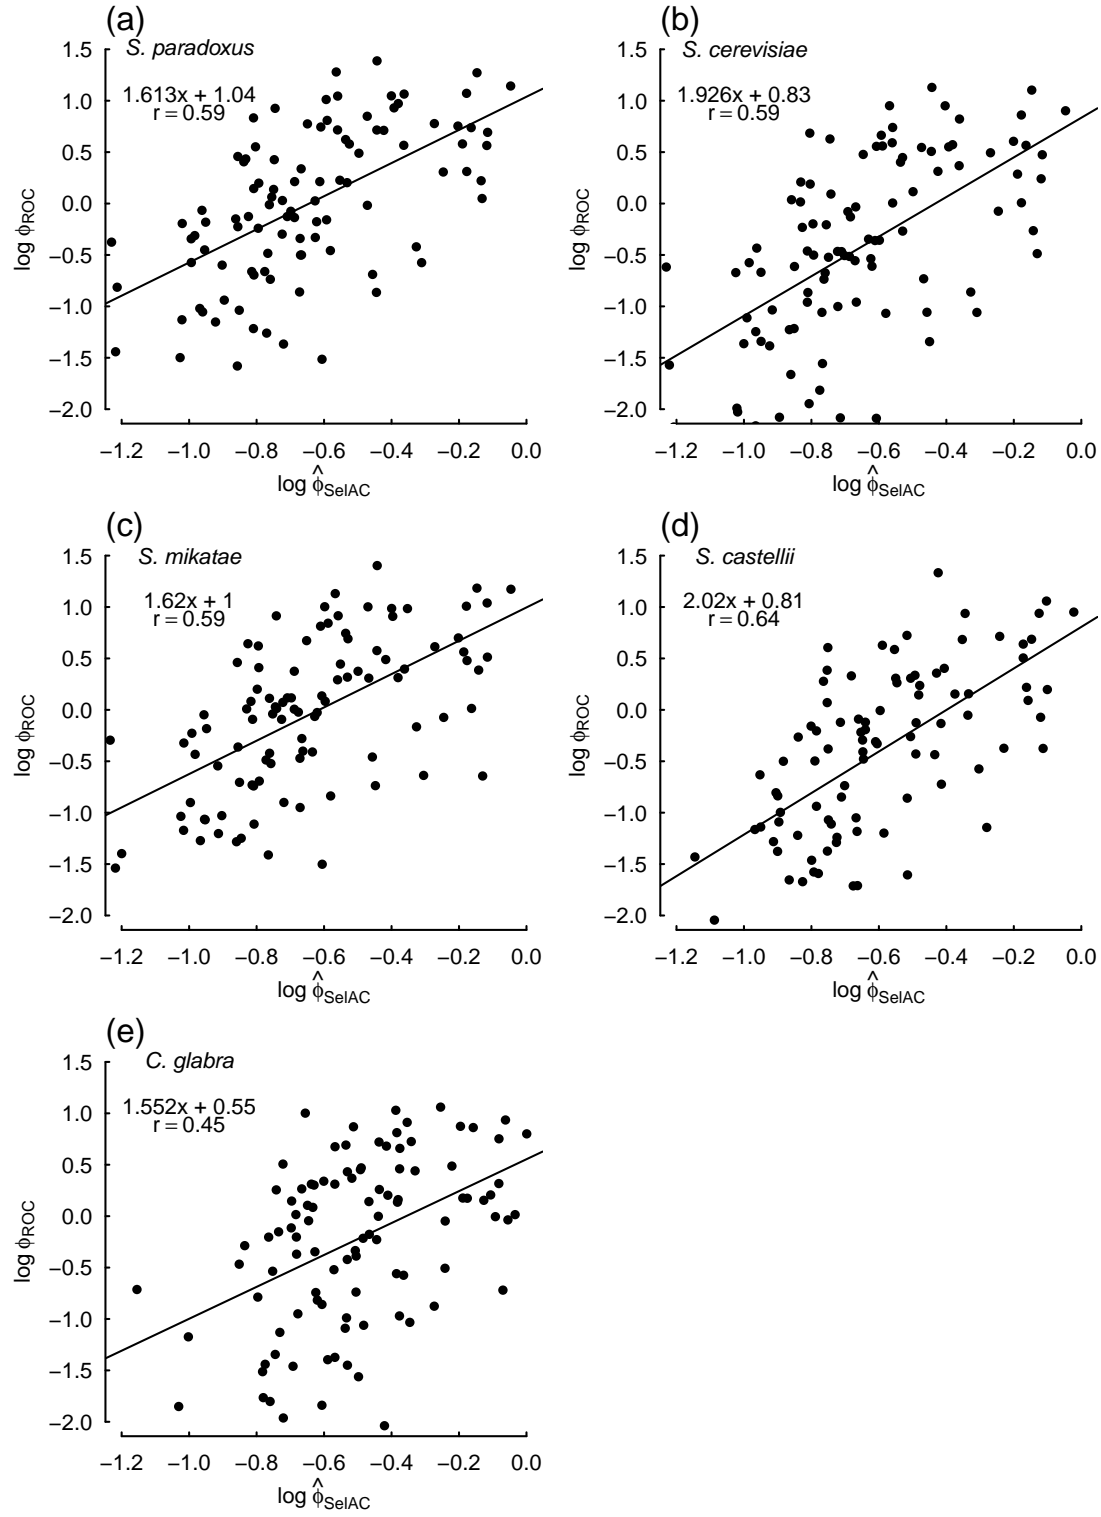 (a)
S. paradoxus
1.613x + 1.04
r = 0.59
1.5
1.0
0.5
0.0
−0.5
−1.0
−1.5
−2.0
log ϕROC
−1.2 −1.0 −0.8 −0.6 −0.4 −0.2 0.0
log ϕ̂SelAC
(b)
S. cerevisiae
1.926x + 0.83
r = 0.59
1.5
1.0
0.5
0.0
−0.5
−1.0
−1.5
−2.0
log ϕROC
−1.2 −1.0 −0.8 −0.6 −0.4 −0.2 0.0
log ϕ̂SelAC
(c)
S. mikatae
1.62x + 1
r = 0.59
1.5
1.0
0.5
0.0
−0.5
−1.0
−1.5
−2.0
log ϕROC
−1.2 −1.0 −0.8 −0.6 −0.4 −0.2 0.0
log ϕ̂SelAC
(d)
S. castellii
2.02x + 0.81
r = 0.64
1.5
1.0
0.5
0.0
−0.5
−1.0
−1.5
−2.0
log ϕROC
−1.2 −1.0 −0.8 −0.6 −0.4 −0.2 0.0
log ϕ̂SelAC
(e)
C. glabra
1.552x + 0.55
r = 0.45
1.5
1.0
0.5
0.0
−0.5
−1.0
−1.5
−2.0
log ϕROC
−1.2 −1.0 −0.8 −0.6 −0.4 −0.2 0.0
log ϕ̂SelAC